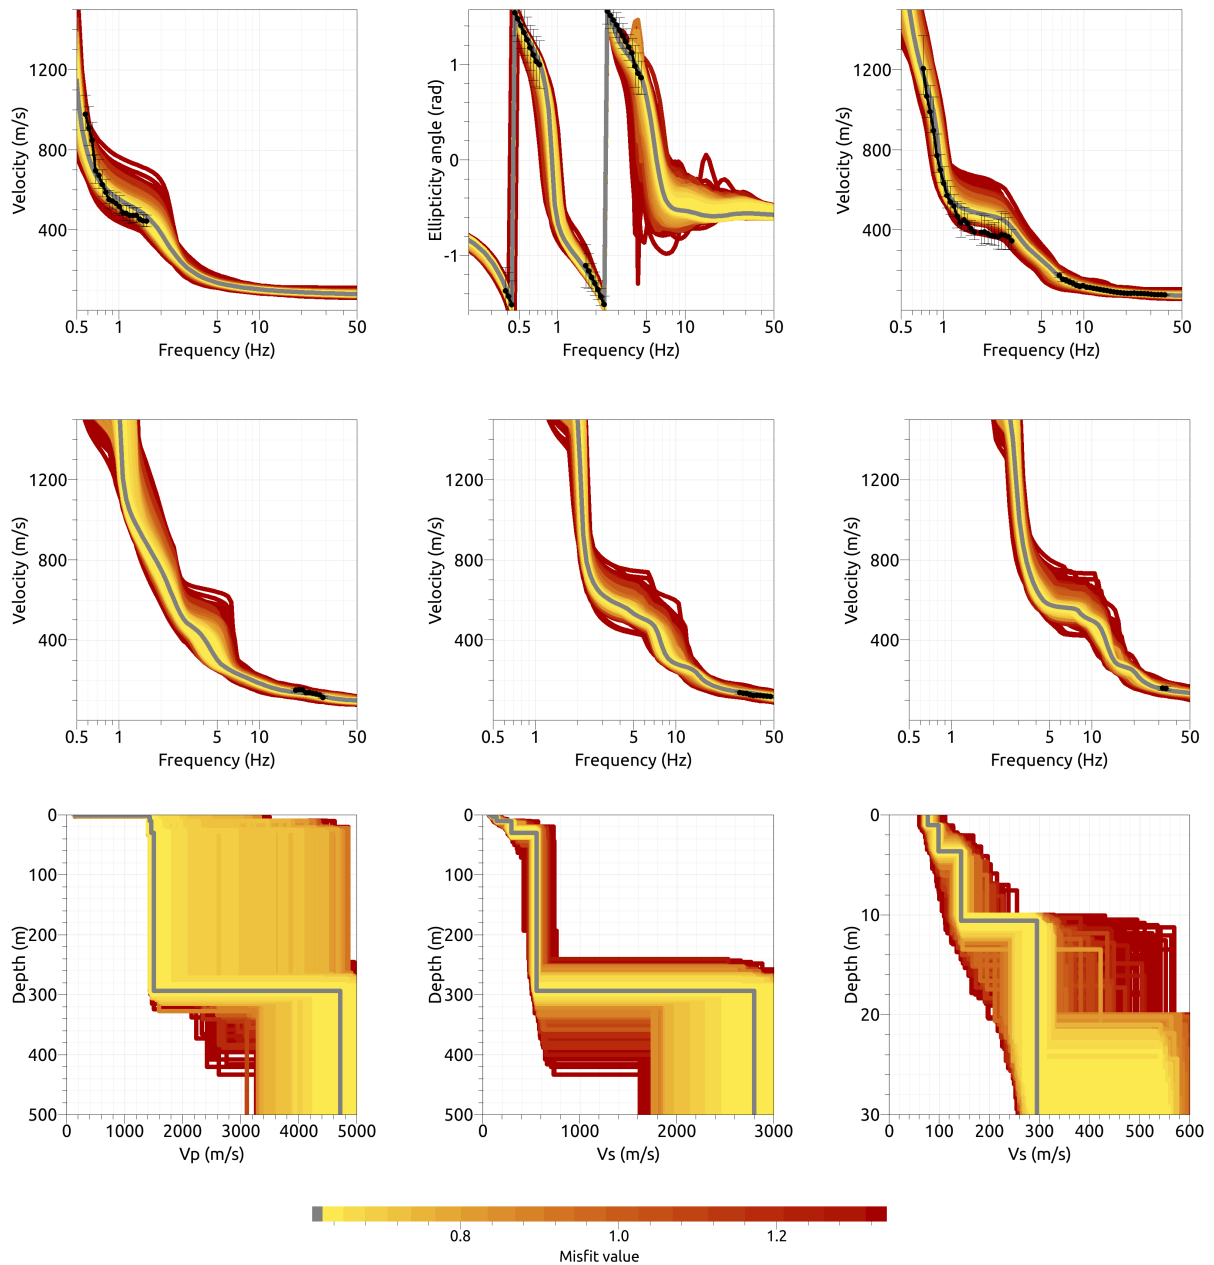 Velocity (m/s)
1200
800
400
0.5 1 5 10 50
Frequency (Hz)
Ellipticity angle (rad)
1
0
-1
0.5 1 5 10 50
Frequency (Hz)
Velocity (m/s)
1200
800
400
0.5 1 5 10 50
Frequency (Hz)
Velocity (m/s)
1200
800
400
0.5 1 5 10 50
Frequency (Hz)
Velocity (m/s)
1200
800
400
0.5 1 5 10 50
Frequency (Hz)
Velocity (m/s)
1200
800
400
0.5 1 5 10 50
Frequency (Hz)
Depth (m)
0
100
200
300
400
500
0 1000 2000 3000 4000 5000
Vp (m/s)
Depth (m)
0
100
200
300
400
500
0 1000 2000 3000
Vs (m/s)
Depth (m)
0
10
20
30
0 100 200 300 400 500 600
Vs (m/s)
0.8 1.0 1.2
Misfit value